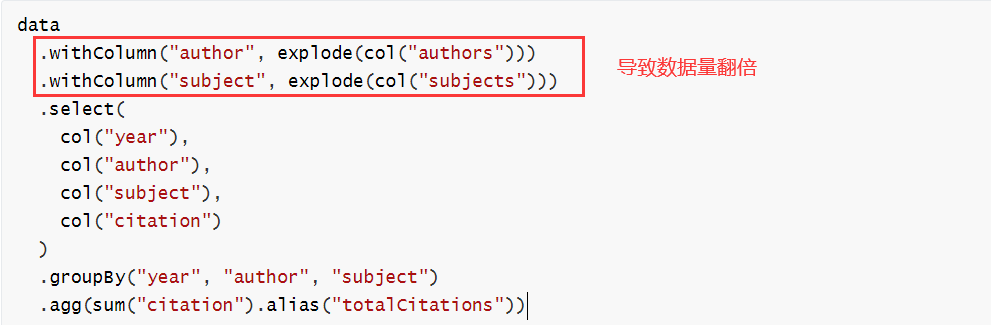 data
.withColumn("author", explode(col("authors")))
.withColumn("subject", explode(col("subjects")))
导致数据量翻倍
.select(
col("year"),
col("author"),
col("subject"),
col("citation")
)
.groupBy("year", "author", "subject")
.agg(sum("citation").alias("totalCitations"))